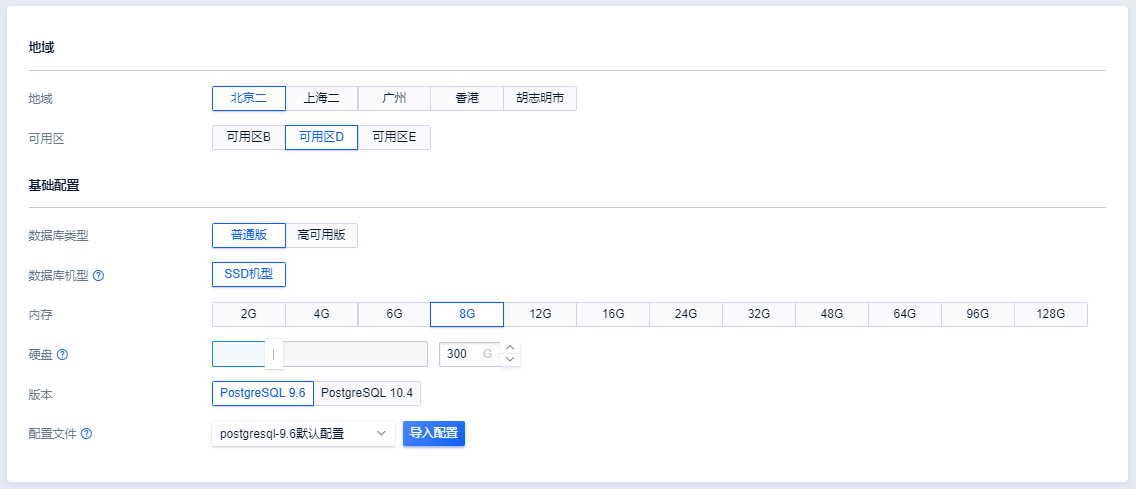 地域
地域 北京二 上海二 广州 香港 胡志明市
可用区 可用区B 可用区D 可用区E
基础配置
数据库类型 普通版 高可用版
数据库机型 SSD机型
内存 2G 4G 6G 8G 12G 16G 24G 32G 48G 64G 96G 128G
硬盘 300 G
版本 PostgreSQL 9.6 PostgreSQL 10.4
配置文件 postgresql-9.6默认配置 导入配置